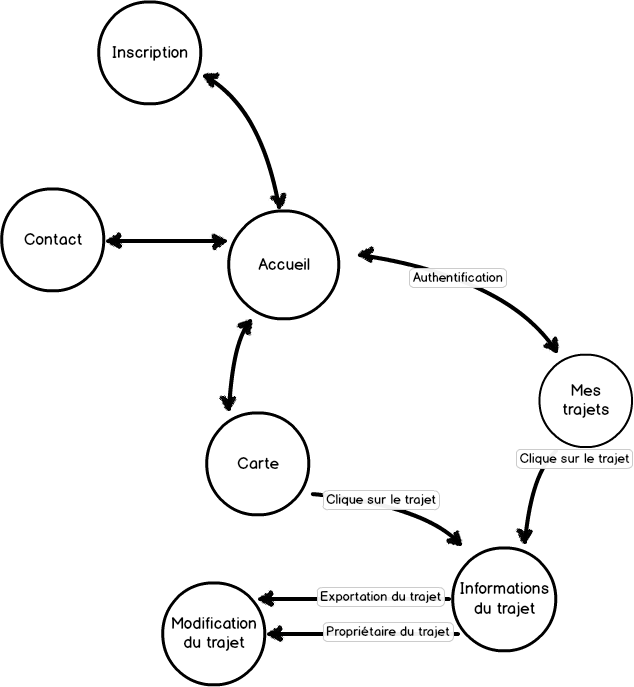 Inscription
Contact
Accueil
Authentification
Mes
trajets
Clique sur le trajet
Carte
Clique sur le trajet
Informations
du trajet
Exportation du trajet
Propriétaire du trajet
Modification
du trajet